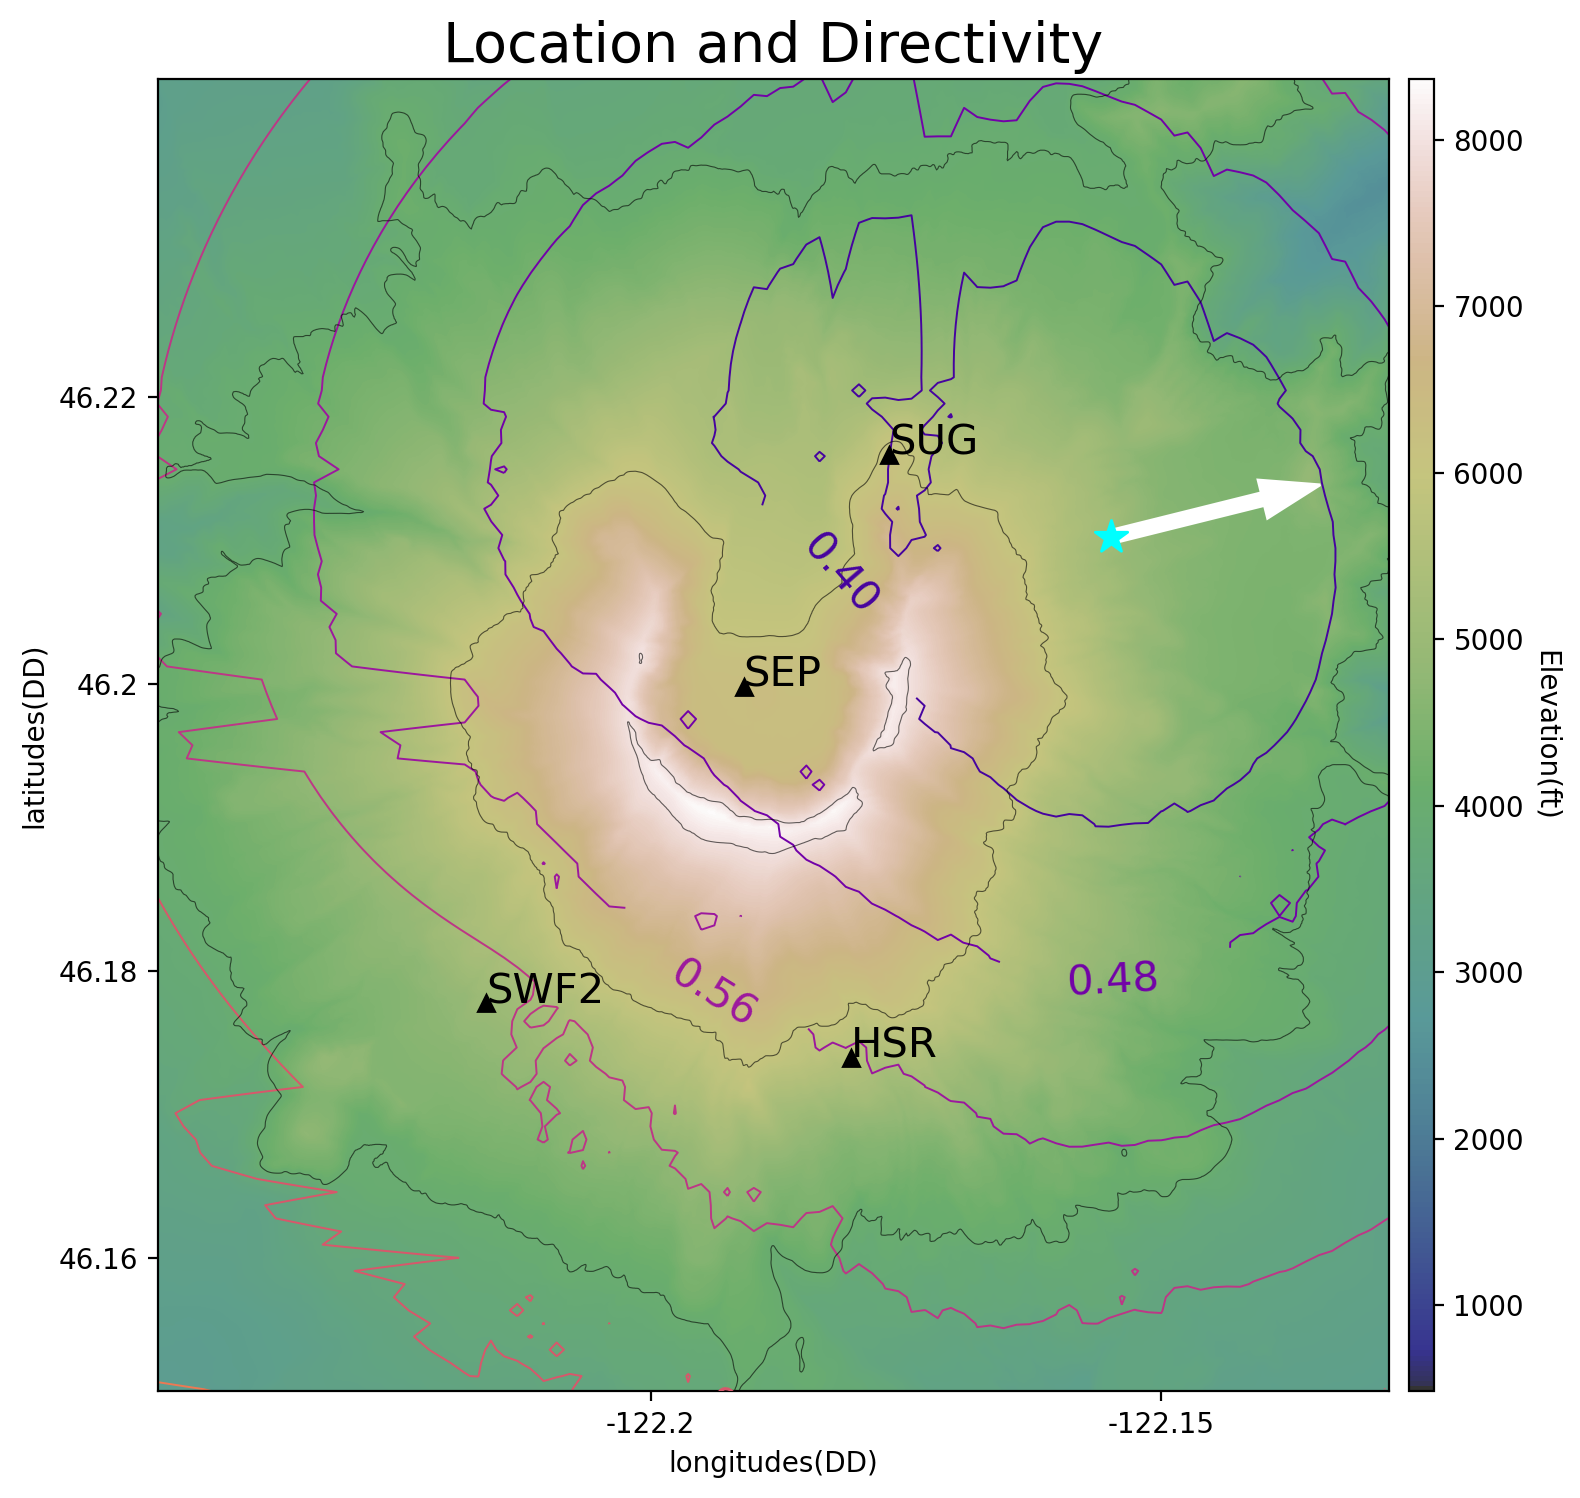 Location and Directivity
8000
7000
46.22
SUG
6000
0.40
5000
latitudes(DD)
46.2
SEP
Elevation(ft)
4000
46.18
SWF2
0.56
0.48
3000
HSR
2000
46.16
1000
-122.2
-122.15
longitudes(DD)